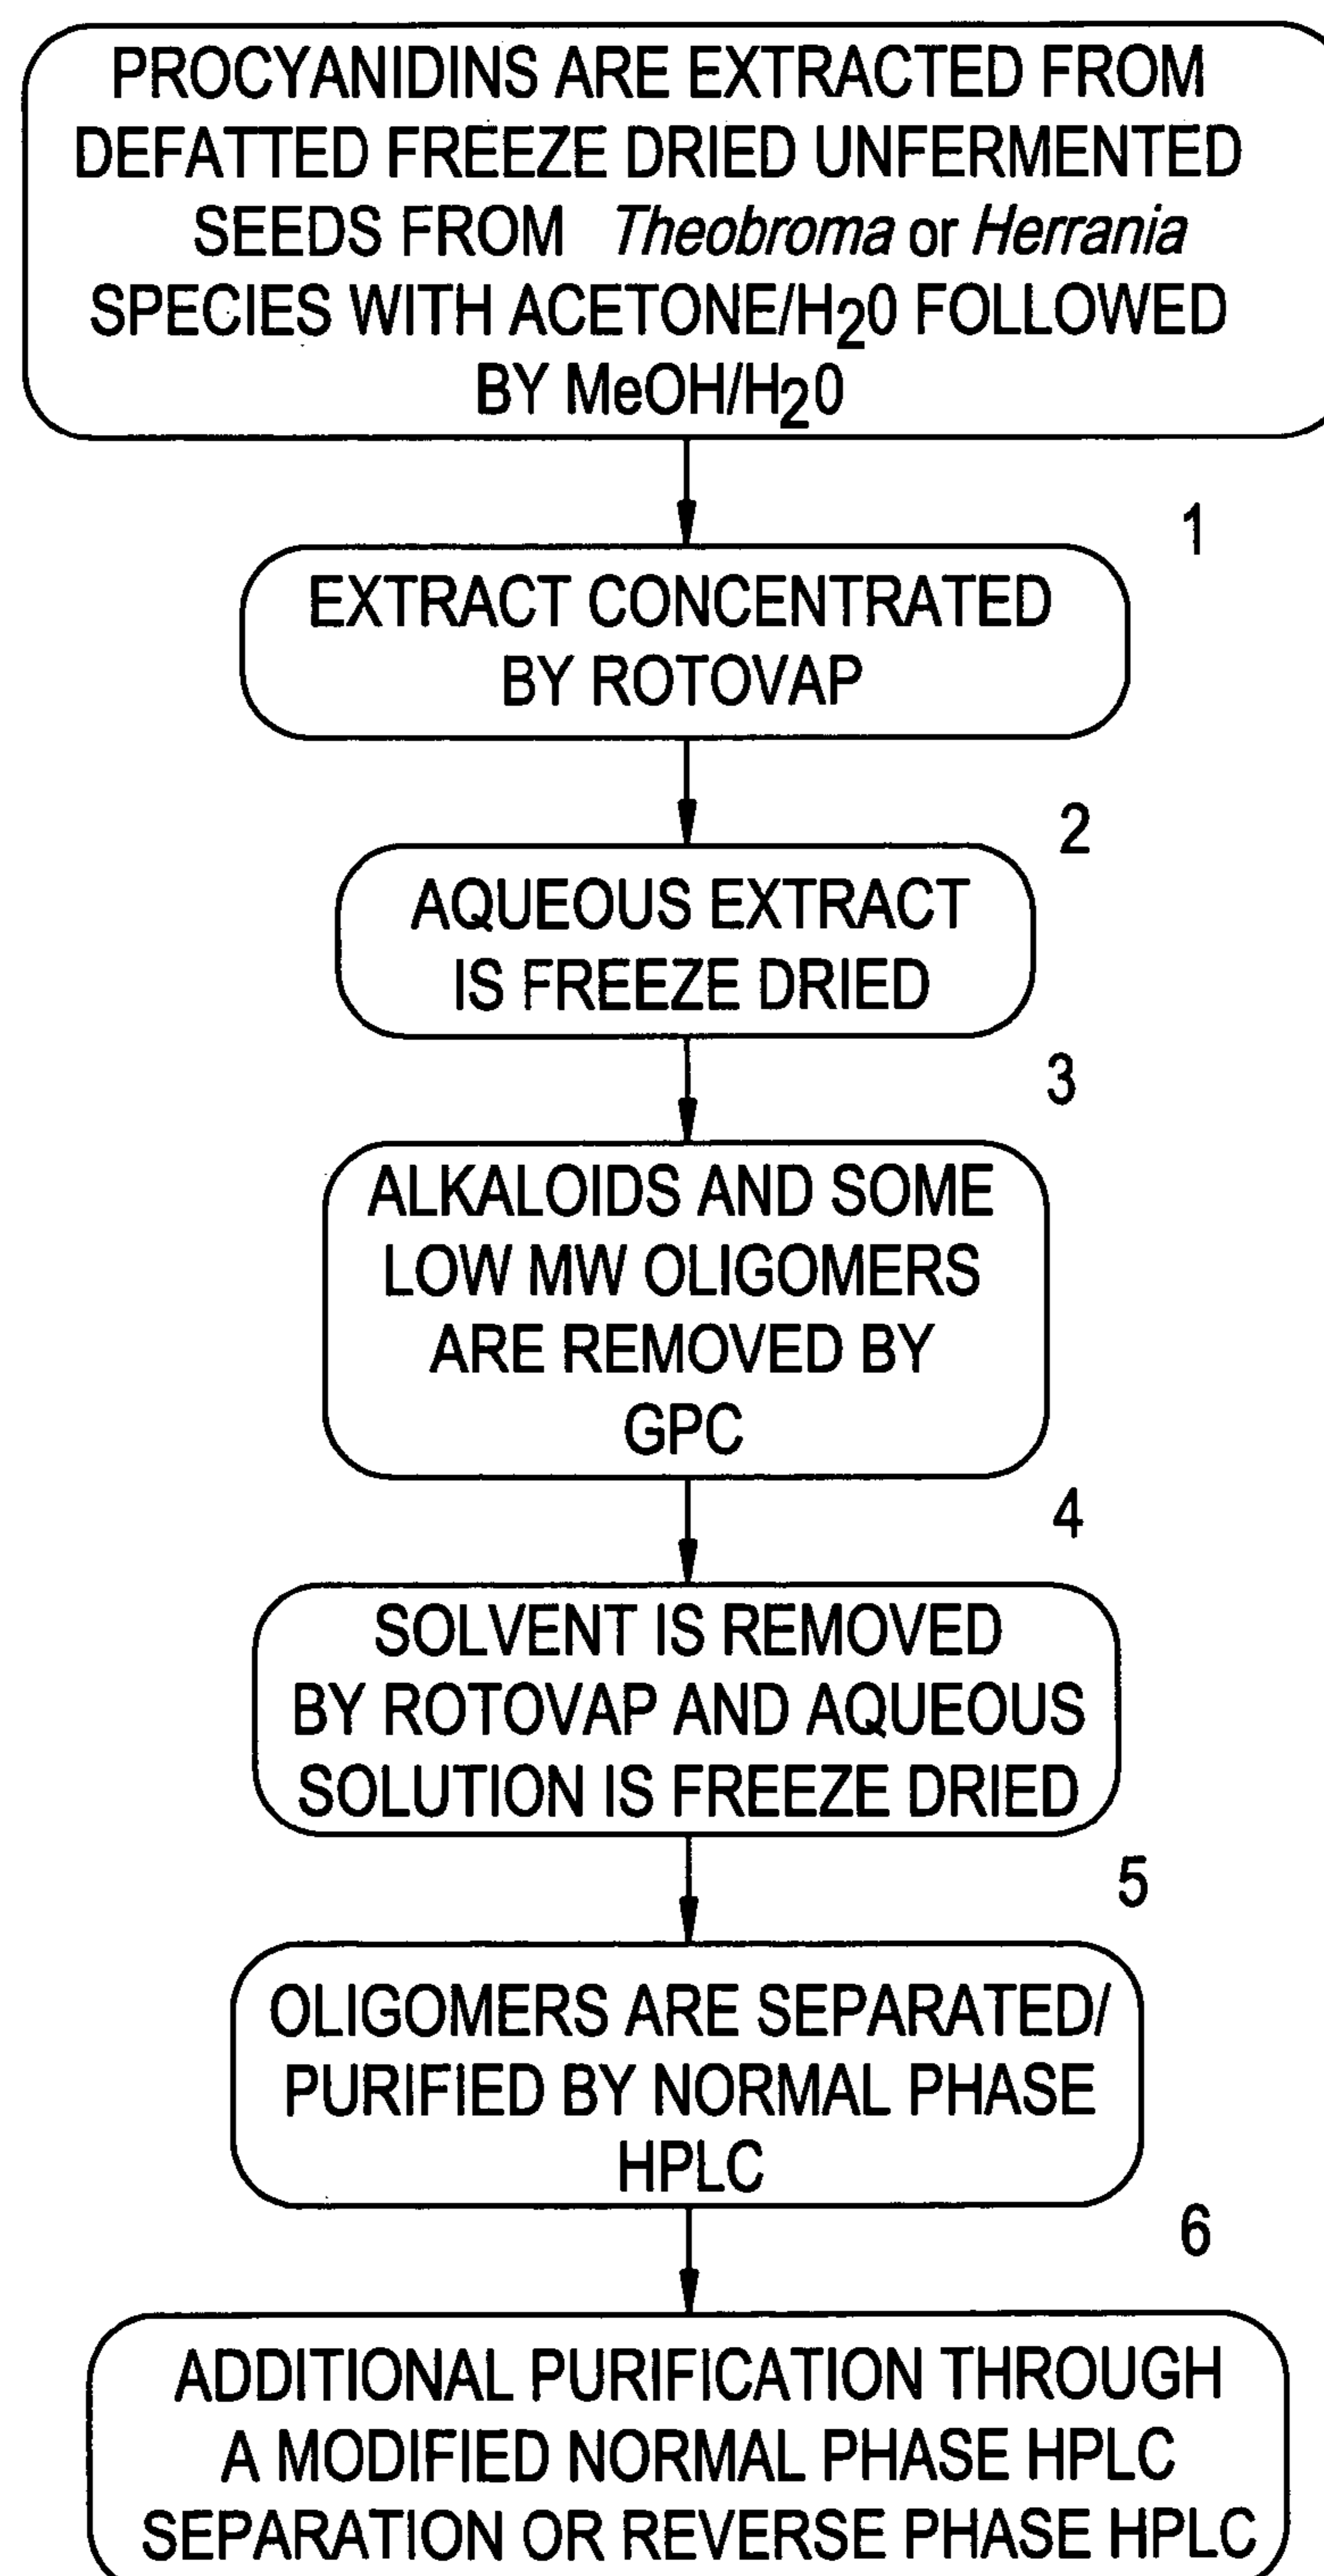 PROCYANIDINS ARE EXTRACTED FROM
DEFATTED FREEZE DRIED UNFERMENTED
SEEDS FROM Theobroma or Herrania
SPECIES WITH ACETONE/H20 FOLLOWED
BY MeOH/H20
1
EXTRACT CONCENTRATED
BY ROTOVAP
2
AQUEOUS EXTRACT
IS FREEZE DRIED
3
ALKALOIDS AND SOME
LOW MW OLIGOMERS
ARE REMOVED BY
GPC
4
SOLVENT IS REMOVED
BY ROTOVAP AND AQUEOUS
SOLUTION IS FREEZE DRIED
5
OLIGOMERS ARE SEPARATED/
PURIFIED BY NORMAL PHASE
HPLC
6
ADDITIONAL PURIFICATION THROUGH
A MODIFIED NORMAL PHASE HPLC
SEPARATION OR REVERSE PHASE HPLC